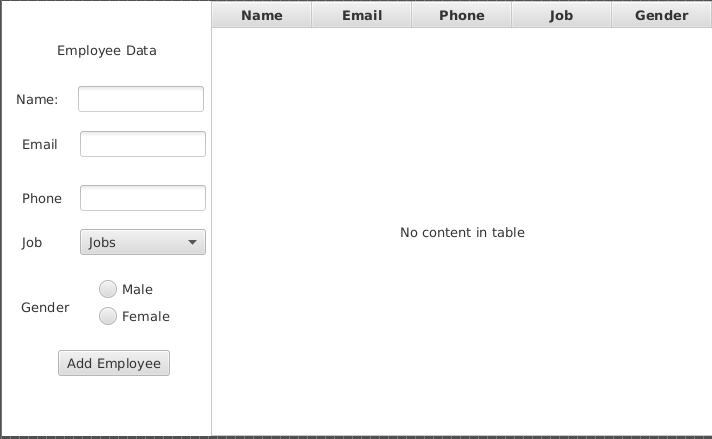 Employee Data
Name:
Email
Phone
Job
Jobs
Gender
Male
Female
Add Employee
Name Email Phone Job Gender
No content in table